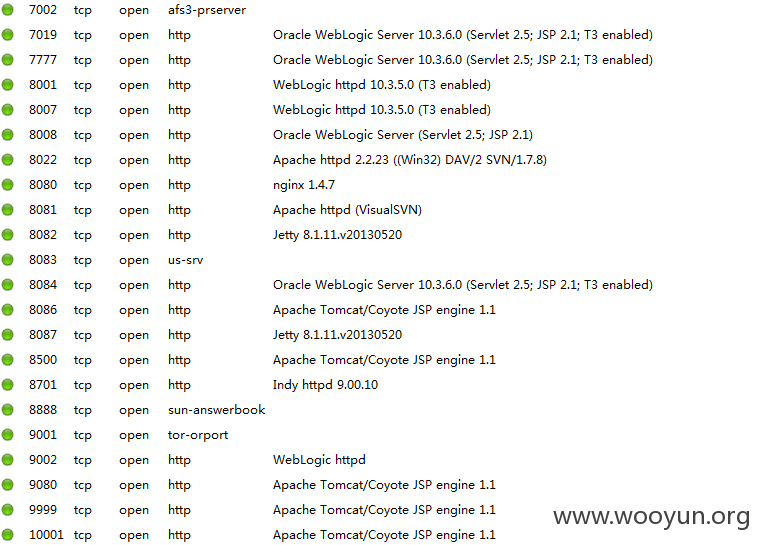 7002 tcp open afs3-prserver
7019 tcp open http Oracle WebLogic Server 10.3.6.0 (Servlet 2.5; JSP 2.1; T3 enabled)
7777 tcp open http Oracle WebLogic Server 10.3.6.0 (Servlet 2.5; JSP 2.1; T3 enabled)
8001 tcp open http WebLogic httpd 10.3.5.0 (T3 enabled)
8007 tcp open http WebLogic httpd 10.3.5.0 (T3 enabled)
8008 tcp open http Oracle WebLogic Server (Servlet 2.5; JSP 2.1)
8022 tcp open http Apache httpd 2.2.23 ((Win32) DAV/2 SVN/1.7.8)
8080 tcp open http nginx 1.4.7
8081 tcp open http Apache httpd (VisualSVN)
8082 tcp open http Jetty 8.1.11.v20130520
8083 tcp open us-srv
8084 tcp open http Oracle WebLogic Server 10.3.6.0 (Servlet 2.5; JSP 2.1; T3 enabled)
8086 tcp open http Apache Tomcat/Coyote JSP engine 1.1
8087 tcp open http Jetty 8.1.11.v20130520
8500 tcp open http Apache Tomcat/Coyote JSP engine 1.1
8701 tcp open http Indy httpd 9.00.10
8888 tcp open sun-answerbook
9001 tcp open tor-orport
9002 tcp open http WebLogic httpd
9080 tcp open http Apache Tomcat/Coyote JSP engine 1.1
9999 tcp open http Apache Tomcat/Coyote JSP engine 1.1
10001 tcp open http Apache Tomcat/Coyote JSP engine 1.1
www.wooyun.org